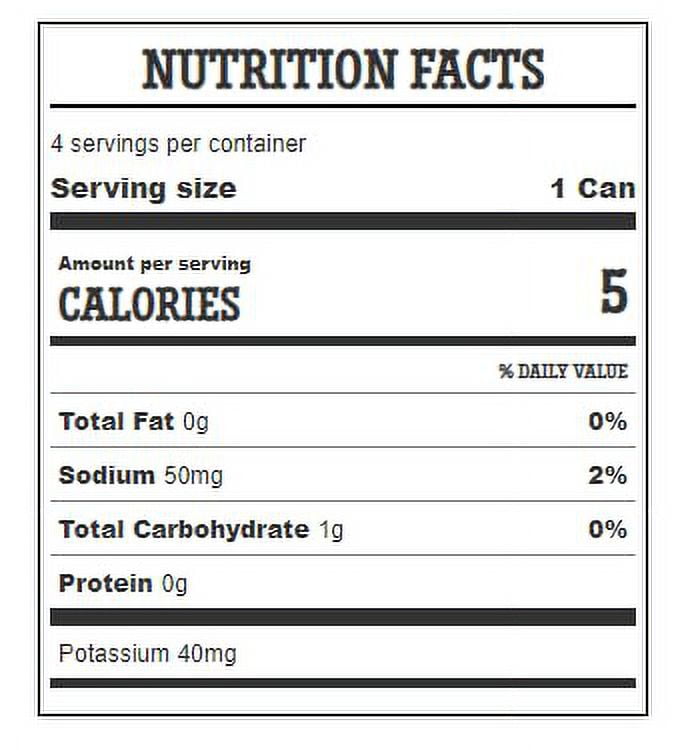 NUTRITION FACTS
4 servings per container
Serving size 1 Can
Amount per serving
CALORIES 5
% DAILY VALUE
Total Fat 0g 0%
Sodium 50mg 2%
Total Carbohydrate 1g 0%
Protein 0g
Potassium 40mg